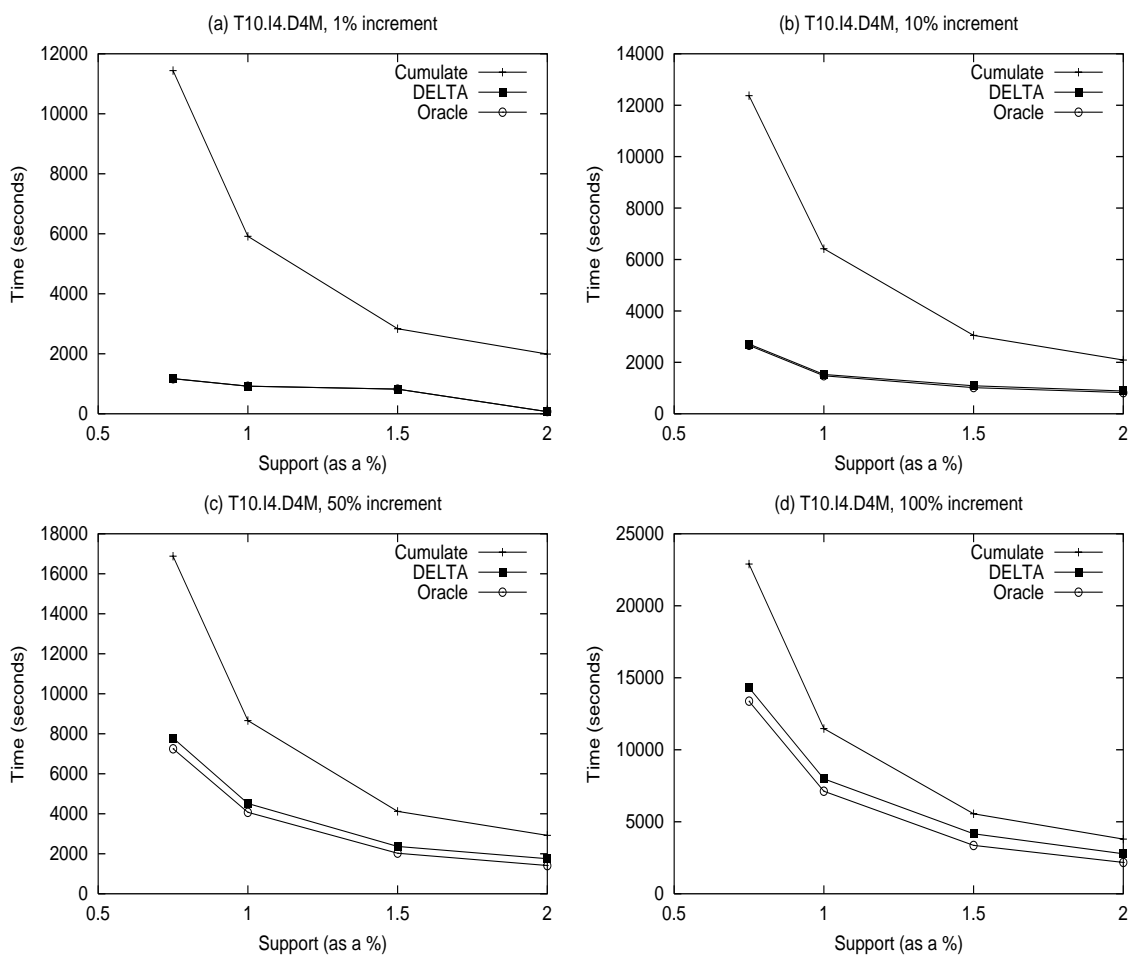 (a) T10.I4.D4M, 1% increment
12000
10000
8000
6000
4000
2000
0
Time (seconds)
Cumulate
DELTA
Oracle
0.5 1 1.5 2
Support (as a %)
(b) T10.I4.D4M, 10% increment
14000
12000
10000
8000
6000
4000
2000
0
Time (seconds)
Cumulate
DELTA
Oracle
0.5 1 1.5 2
Support (as a %)
(c) T10.I4.D4M, 50% increment
18000
16000
14000
12000
10000
8000
6000
4000
2000
0
Time (seconds)
Cumulate
DELTA
Oracle
0.5 1 1.5 2
Support (as a %)
(d) T10.I4.D4M, 100% increment
25000
20000
15000
10000
5000
0
Time (seconds)
Cumulate
DELTA
Oracle
0.5 1 1.5 2
Support (as a %)